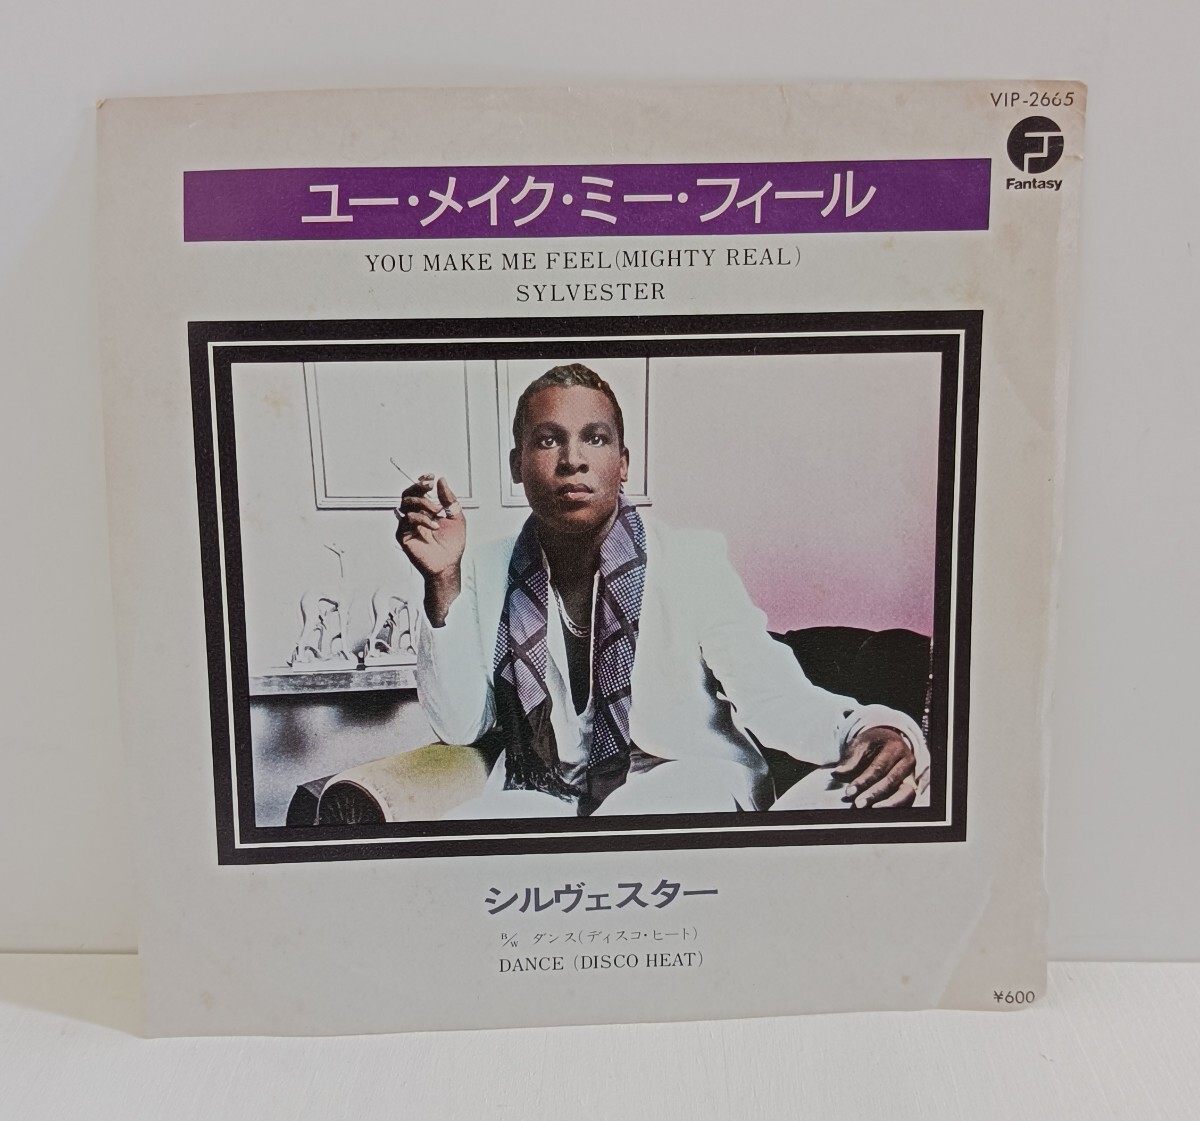 VIP-2665
Fantasy
ユー・メイク・ミー・フィール
YOU MAKE ME FEEL(MIGHTY REAL)
SYLVESTER
シルヴェスター
B/W ダンス(ディスコ・ヒート)
DANCE (DISCO HEAT)
¥600